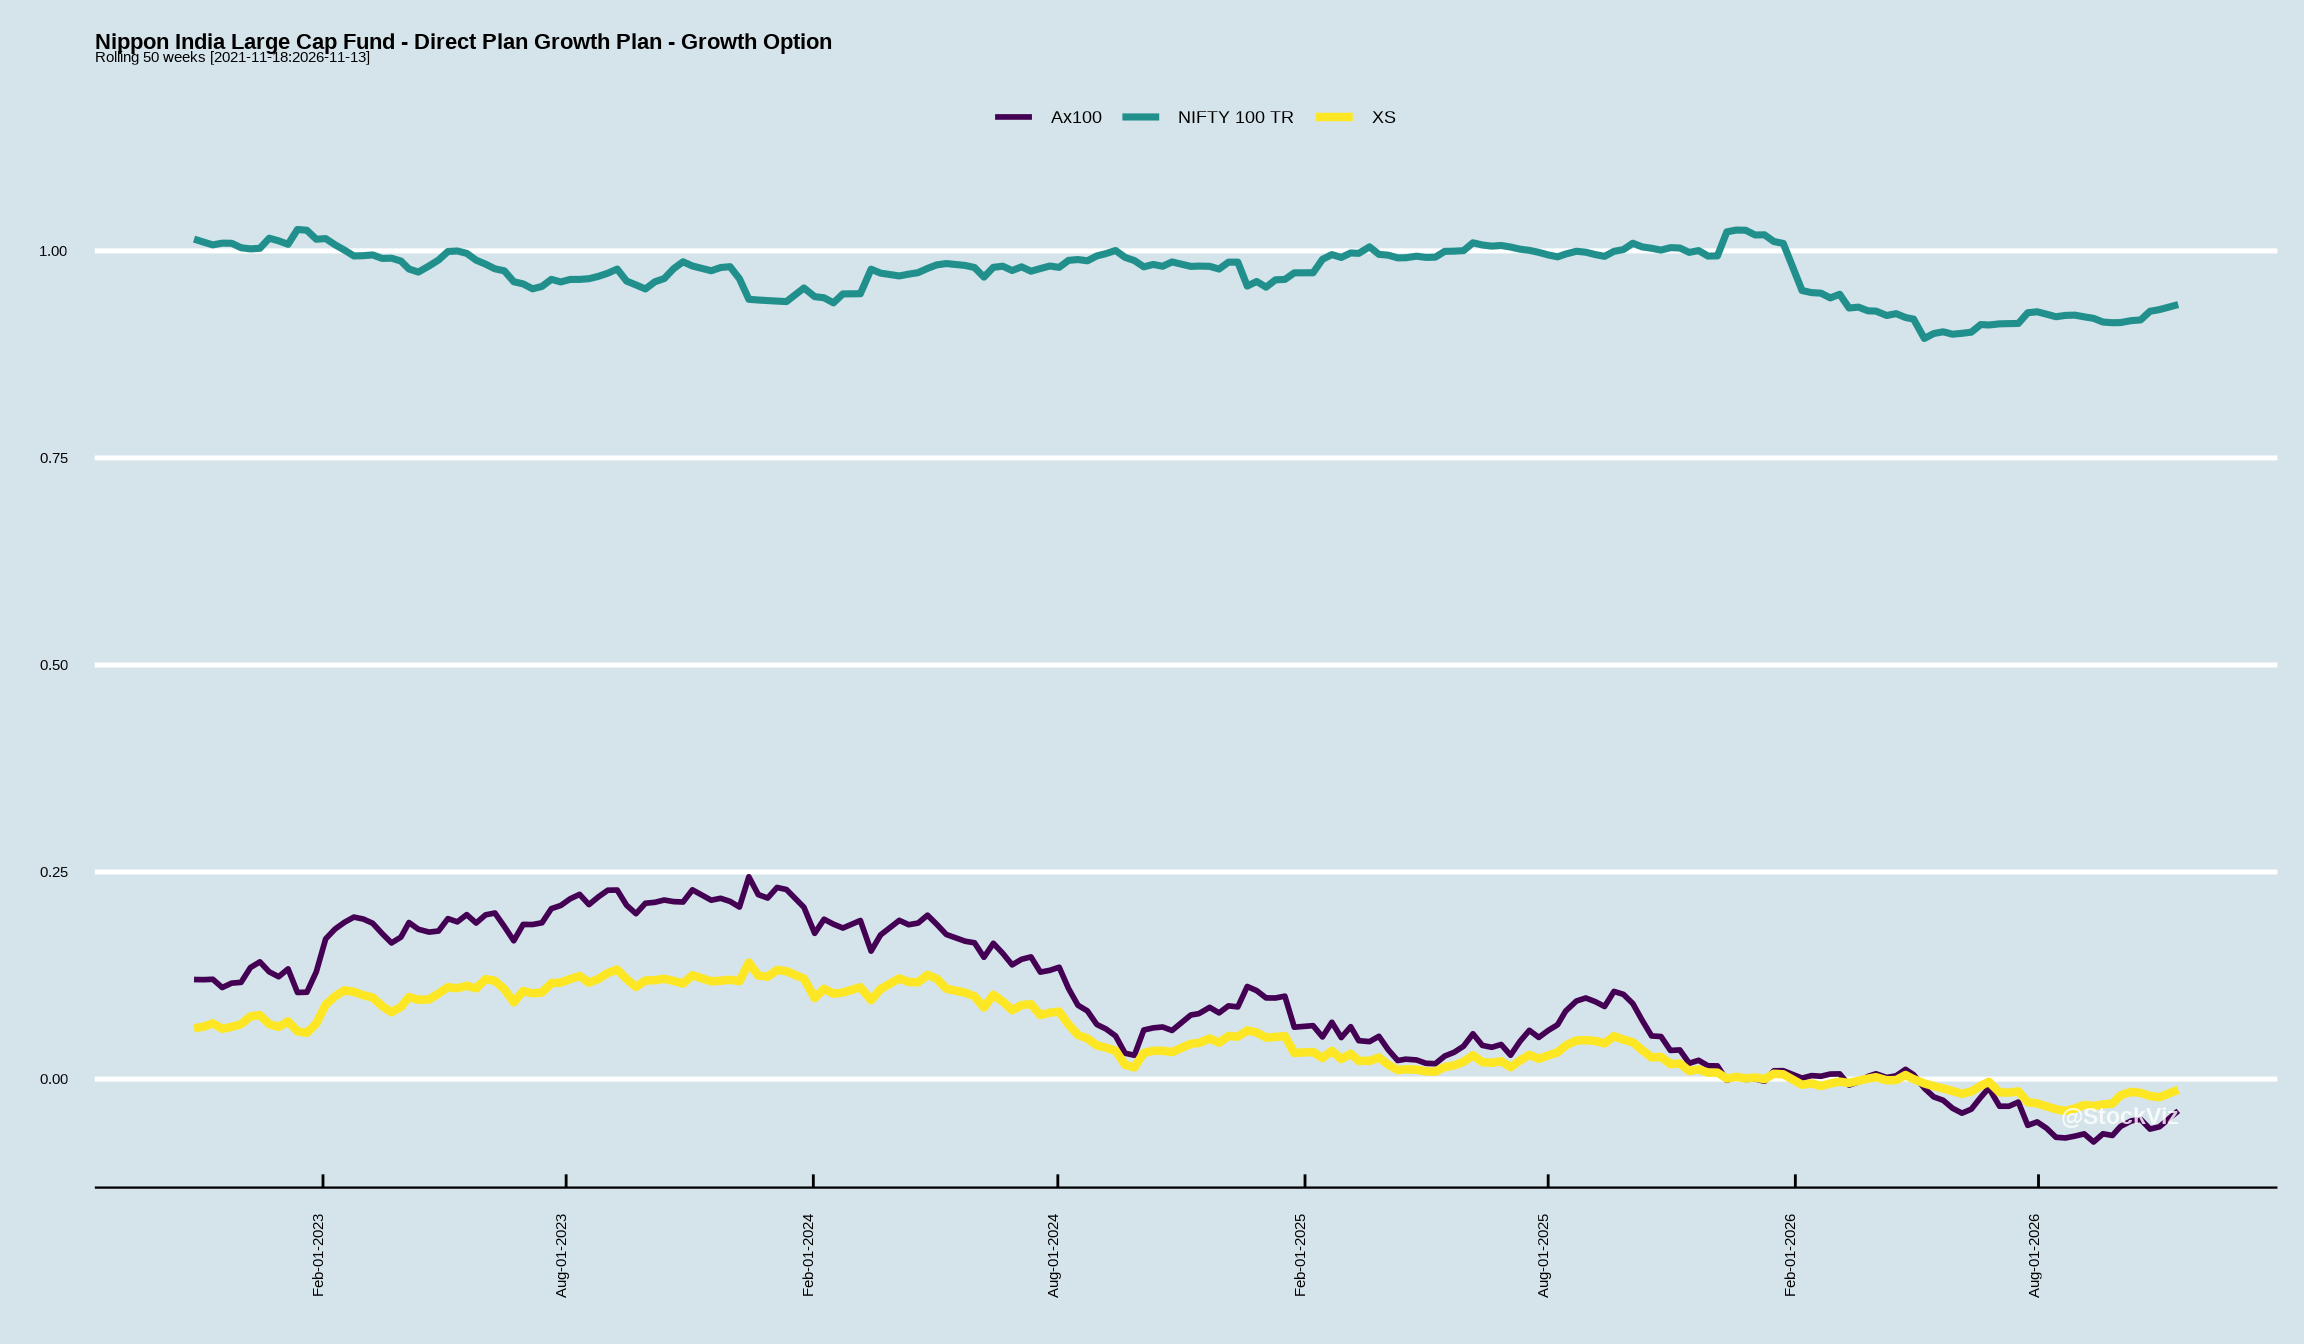 Nippon India Large Cap Fund - Direct Plan Growth Plan - Growth Option
Rolling 50 weeks [2021-11-18:2026-11-13]
Ax100 NIFTY 100 TR XS
1.00
0.75
0.50
0.25
0.00
@StockViz
Feb-01-2023
Aug-01-2023
Feb-01-2024
Aug-01-2024
Feb-01-2025
Aug-01-2025
Feb-01-2026
Aug-01-2026